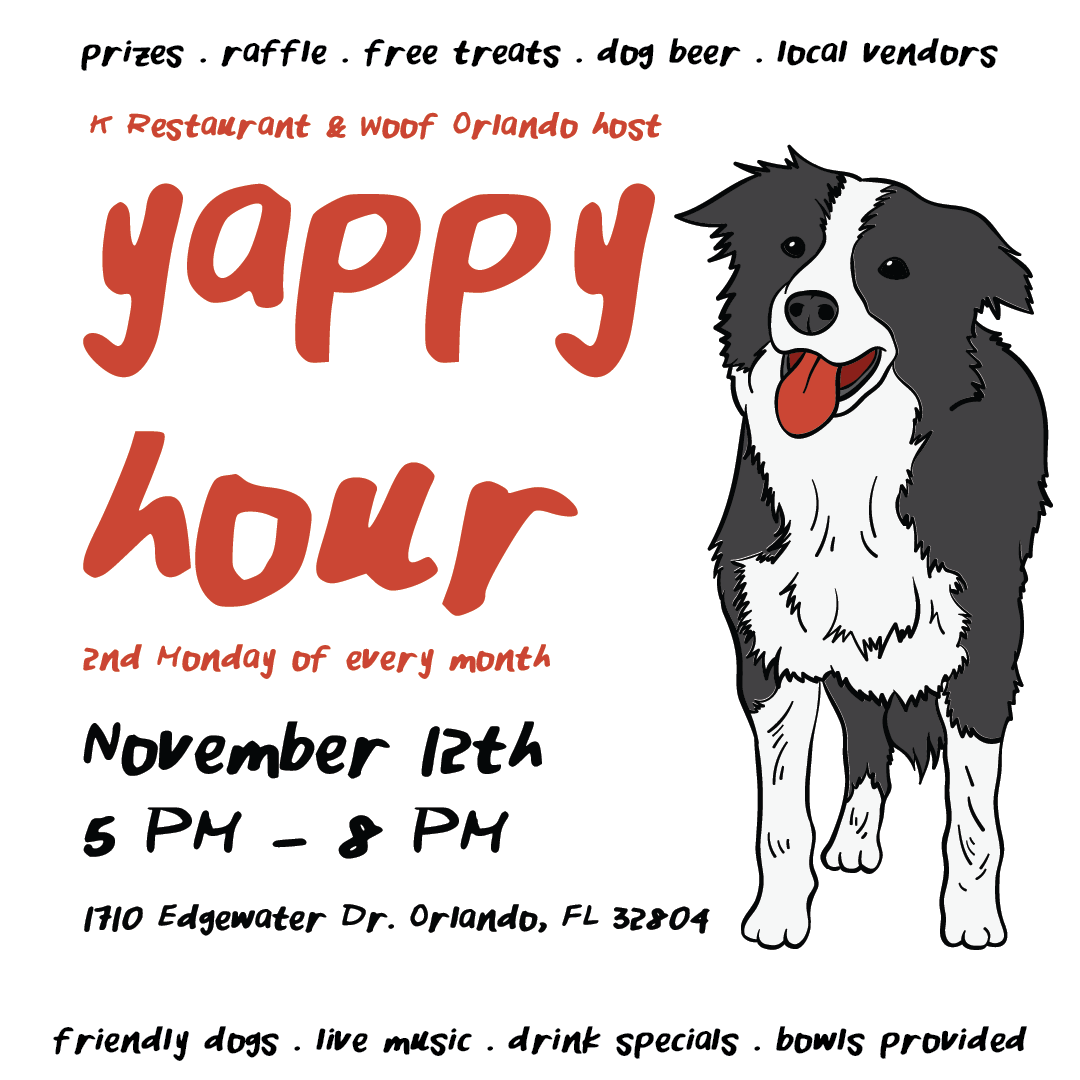 prizes . raffle . free treats . dog beer . local vendors
K Restaurant & Woof Orlando host
yappy
hour
2nd Monday of every month
November 12th
5 PM - 8 PM
1710 Edgewater Dr. Orlando, FL 32804
friendly dogs . live music . drink specials . bowls provided